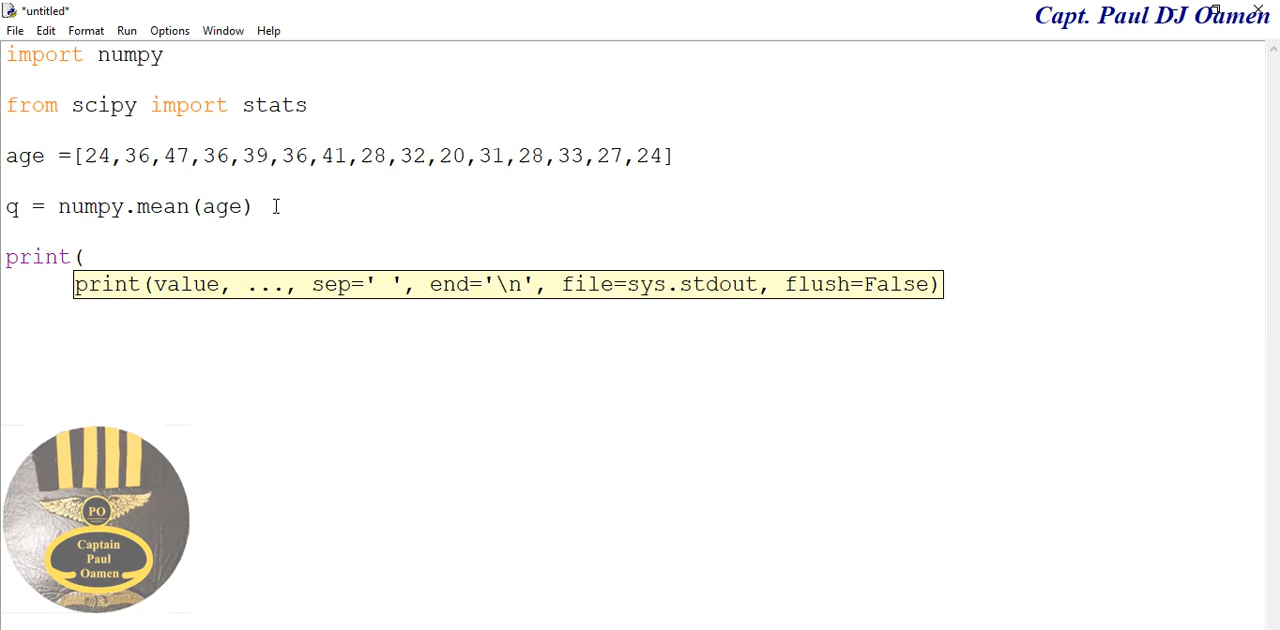 *untitled*
Capt. Paul DJ Oamen
File Edit Format Run Options Window Help
import numpy
from scipy import stats
age =[24,36,47,36,39,36,41,28,32,20,31,28,33,27,24]
q = numpy.mean(age)
print(
print(value, ..., sep=' ', end='\n', file=sys.stdout, flush=False)
PO
Captain
Paul
Oamen